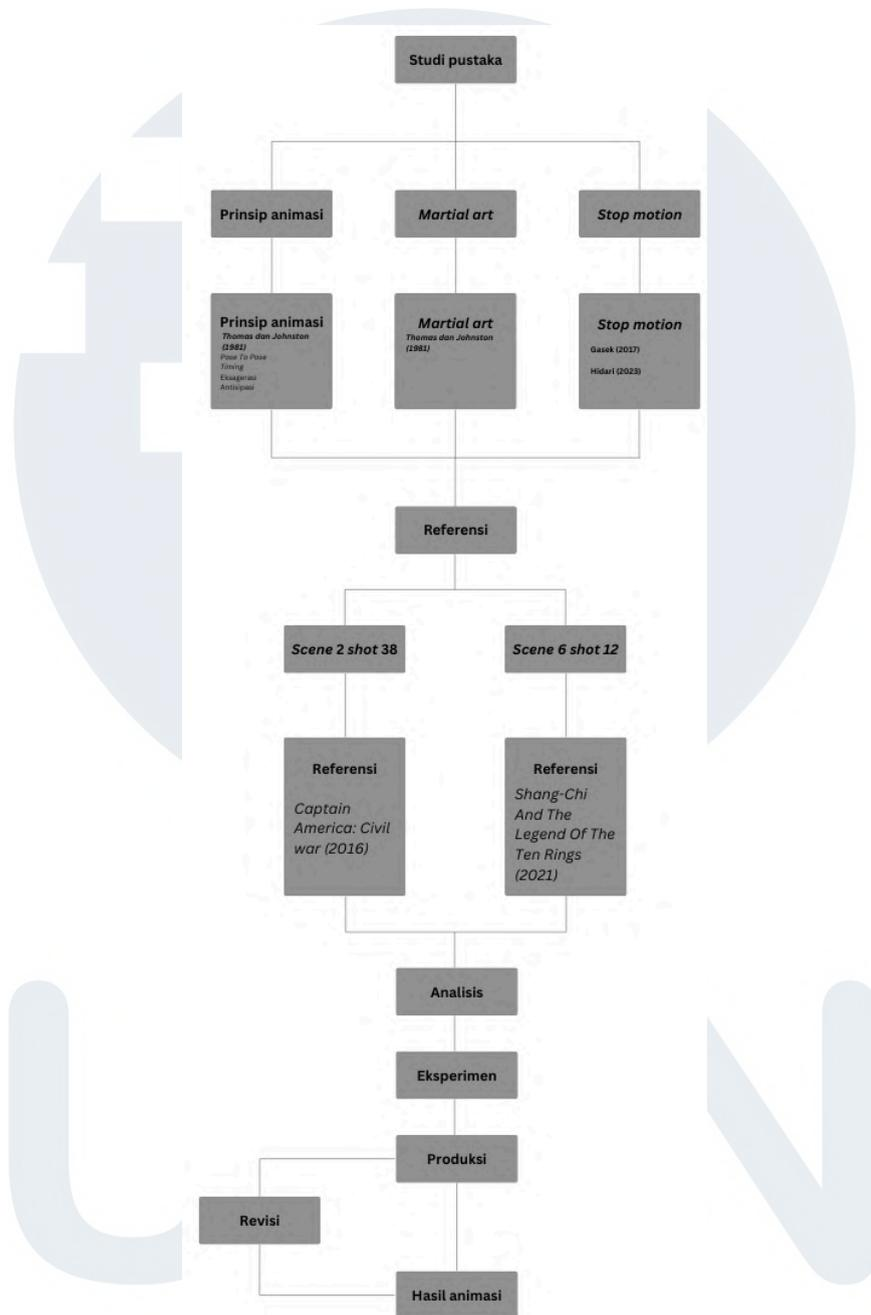 Studi pustaka
Prinsip animasi
Martial art
Stop motion
Prinsip animasi
Thomas dan Johnston
(1981)
Pose To Pose
Timing
Eksagerasi
Antisipasi
Martial art
Thomas dan Johnston
(1981)
Stop motion
Gasek (2017)
Hidari (2023)
Referensi
Scene 2 shot 38
Scene 6 shot 12
Referensi
Captain
America: Civil
war (2016)
Referensi
Shang-Chi
And The
Legend Of The
Ten Rings
(2021)
Analisis
Eksperimen
Produksi
Revisi
Hasil animasi
U N